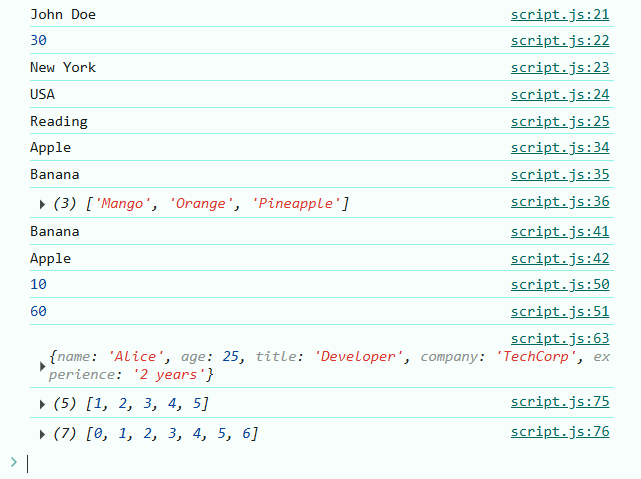 John Doe script.js:21
30 script.js:22
New York script.js:23
USA script.js:24
Reading script.js:25
Apple script.js:34
Banana script.js:35
(3) ['Mango', 'Orange', 'Pineapple'] script.js:36
Banana script.js:41
Apple script.js:42
10 script.js:50
60 script.js:51
script.js:63
{name: 'Alice', age: 25, title: 'Developer', company: 'TechCorp', ex
perience: '2 years'}
(5) [1, 2, 3, 4, 5] script.js:75
(7) [0, 1, 2, 3, 4, 5, 6] script.js:76